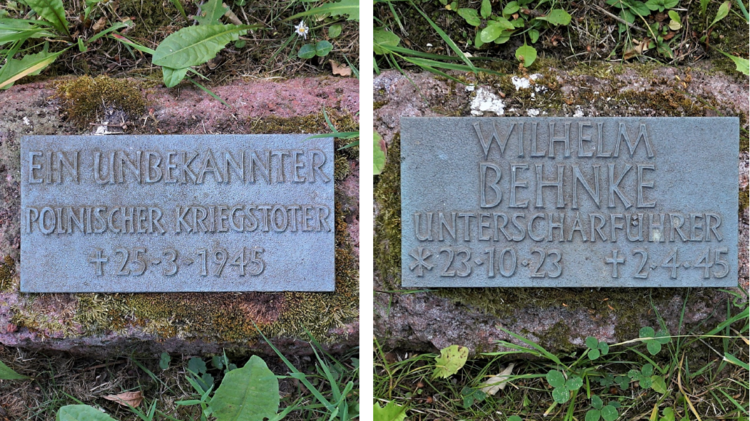 EIN UNBEKANNTER
POLNISCHER KRIEGSTOTER
✝25·3·1945
WILHELM
BEHNKE
UNTERSCHARFÜHRER
*23·10·23 ✝2·4·45